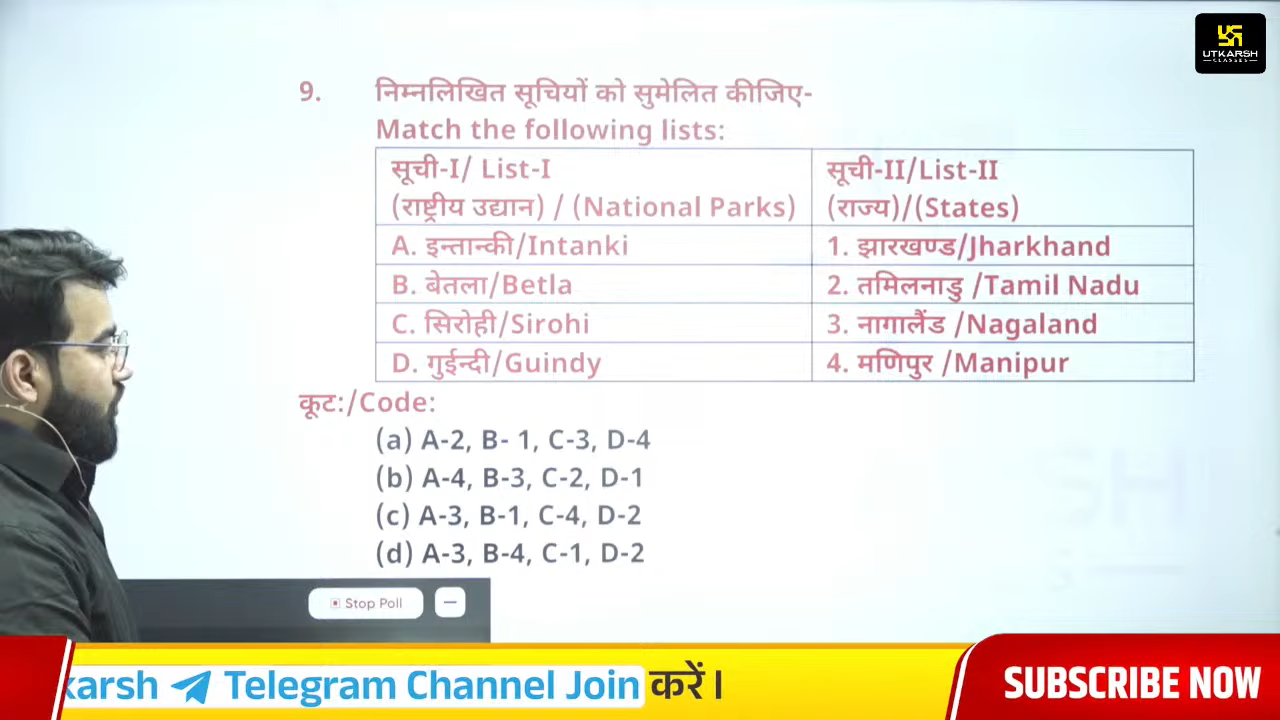 UTKARSH
CLASSES
9. निम्नलिखित सूचियों को सुमेलित कीजिए-
Match the following lists:
सूची-I/ List-I
(राष्ट्रीय उद्यान) / (National Parks)
सूची-II/List-II
(राज्य)/(States)
A. इन्तान्की/Intanki
1. झारखण्ड/Jharkhand
B. बेतला/Betla
2. तमिलनाडु /Tamil Nadu
C. सिरोही/Sirohi
3. नागालैंड /Nagaland
D. गुईन्दी/Guindy
4. मणिपुर /Manipur
कूट:/Code:
(a) A-2, B- 1, C-3, D-4
(b) A-4, B-3, C-2, D-1
(c) A-3, B-1, C-4, D-2
(d) A-3, B-4, C-1, D-2
Stop Poll
karsh Telegram Channel Join करें।
SUBSCRIBE NOW